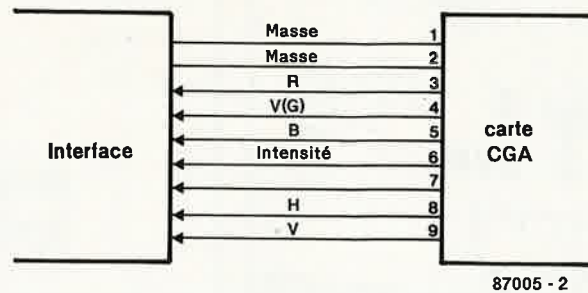 Masse 1
Masse 2
R 3
V(G) 4
B 5
Interface
carte
CGA
Intensité 6
7
H 8
V 9
87005 - 2